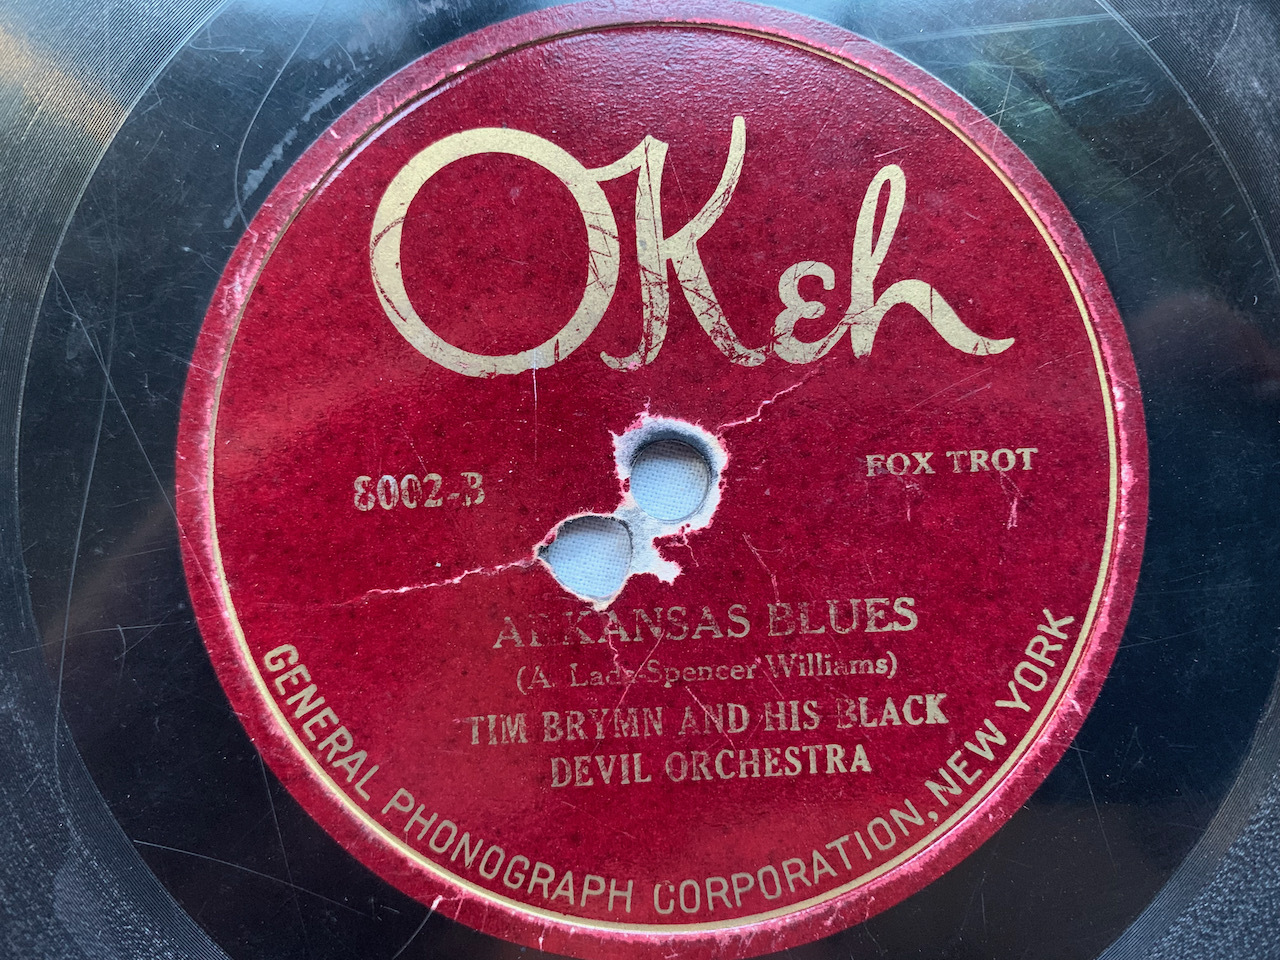 OKeh
8002-B
FOX TROT
ARKANSAS BLUES
(A. Lada-Spencer Williams)
TIM BRYMN AND HIS BLACK
DEVIL ORCHESTRA
GENERAL PHONOGRAPH CORPORATION, NEW YORK